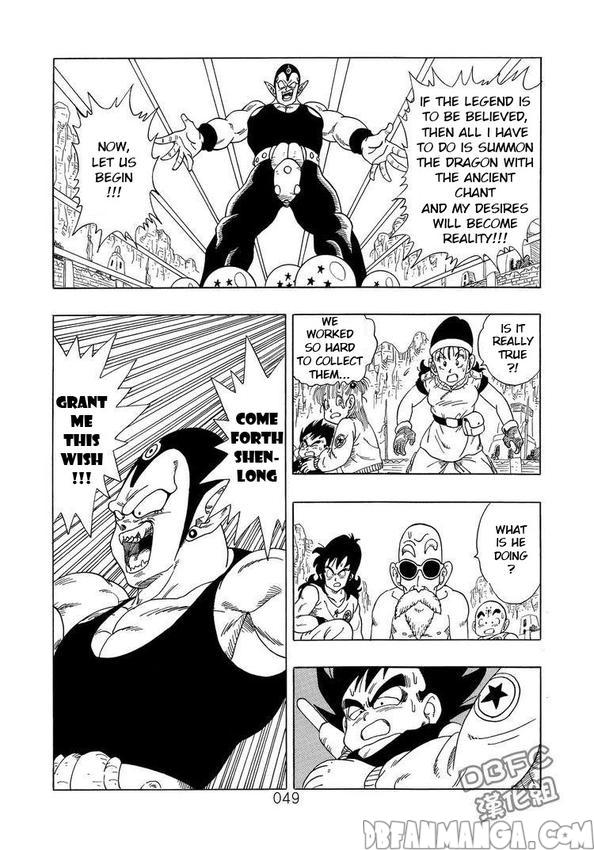 IF THE LEGEND IS
TO BE BELIEVED,
THEN ALL I HAVE
TO DO IS SUMMON
THE DRAGON WITH
THE ANCIENT
CHANT
AND MY DESIRES
WILL BECOME
REALITY!!!
NOW,
LET US
BEGIN
!!!
IS IT
REALLY
TRUE
?!
WE
WORKED
SO HARD
TO COLLECT
THEM...
COME
FORTH
SHEN-
LONG
GRANT
ME
THIS
WISH
!!!
WHAT
IS HE
DOING
?
049
DBFC
漢化組
DBFANMANGA.COM